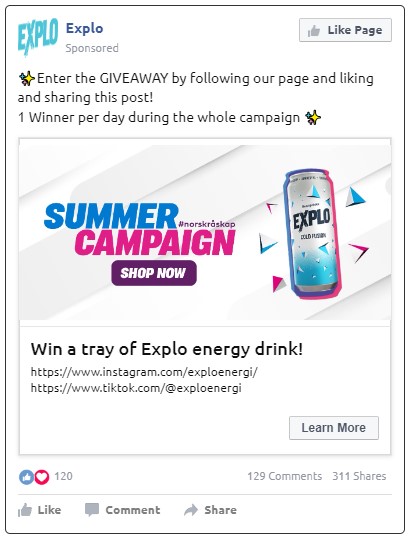 EXPLO
Explo
Sponsored
Like Page
✨Enter the GIVEAWAY by following our page and liking
and sharing this post!
1 Winner per day during the whole campaign ✨
SUMMER
#norskråskap
CAMPAIGN
SHOP NOW
EXPLO
COLD FUSION
Win a tray of Explo energy drink!
https://www.instagram.com/exploenergi/
https://www.tiktok.com/@exploenergi
Learn More
120
129 Comments 311 Shares
Like Comment Share